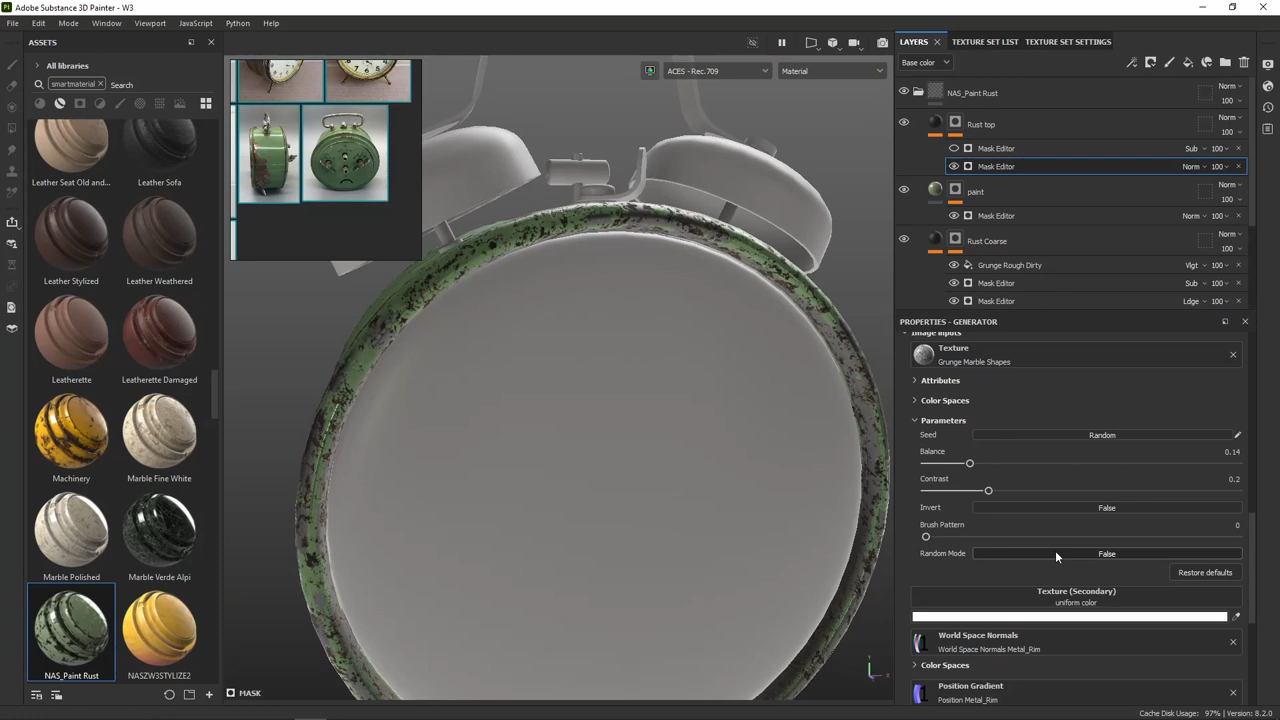 Adobe Substance 3D Painter - W3
File Edit Mode Viewport JavaScript Python Help
ASSETS
All libraries
smartmaterial Search
Leather Seat Old and...
Leather Sofa
Leather Stylized
Leather Weathered
Leatherette
Leatherette Damaged
Machinery
Marble Fine White
Marble Polished
Marble Verde Alpi
NAS_Paint Rust
NASZW3STYLIZE2
ACES - Rec.709
Material
MASK
LAYERS TEXTURE SET LIST TEXTURE SET SETTINGS
Base color
NAS_Paint Rust Norm 100
Rust top Norm 100
Mask Editor Sub 100
Mask Editor Norm 100
paint Norm 100
Mask Editor Norm 100
Rust Coarse Norm 100
Grunge Rough Dirty Vlgt 100
Mask Editor Sub 100
Mask Editor Ldge 100
PROPERTIES - GENERATOR
Image inputs
Texture
Grunge Marble Shapes
Attributes
Color Spaces
Parameters
Seed Random
Balance 0.14
Contrast 0.2
Invert False
Brush Pattern 0
Random Mode False
Restore defaults
Texture (Secondary)
uniform color
World Space Normals
World Space Normals Metal_Rim
Color Spaces
Position Gradient
Position Metal_Rim
Cache Disk Usage: 97% | Version: 8.2.0